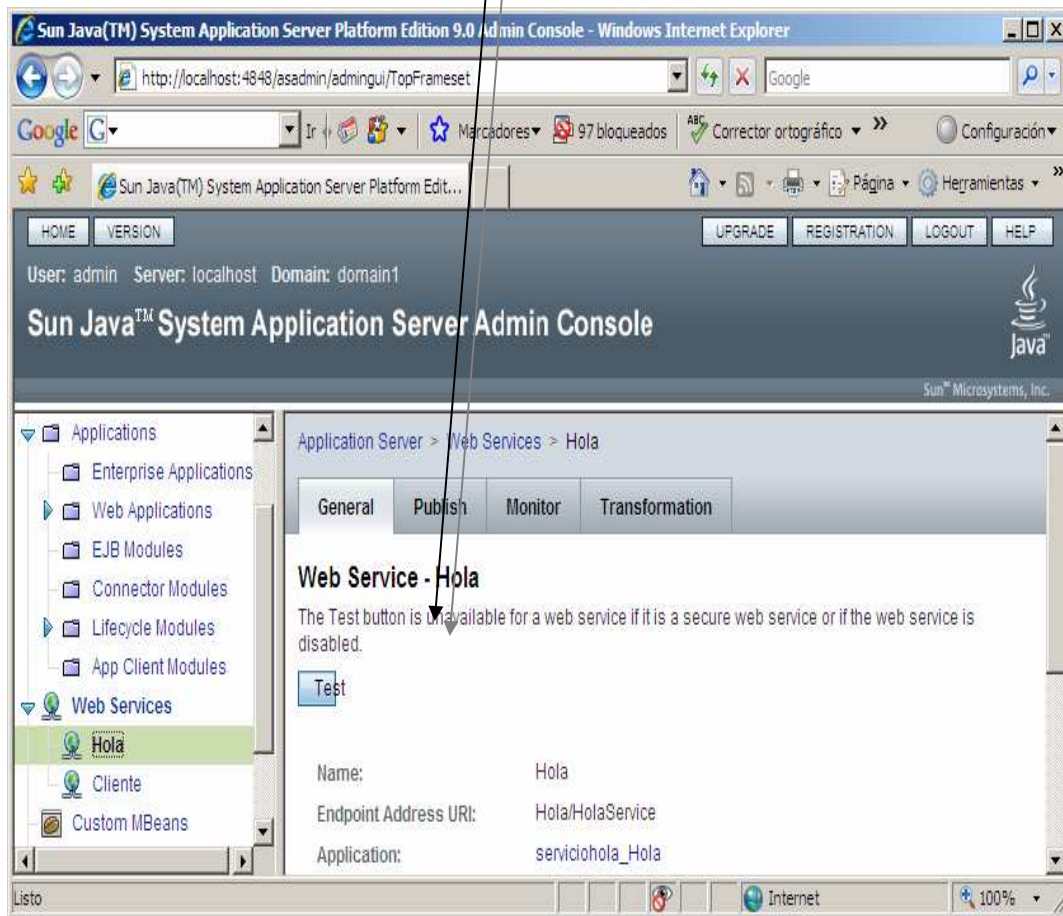 Sun Java(TM) System Application Server Platform Edition 9.0 Admin Console - Windows Internet Explorer
http://localhost:4848/asadmin/admingui/TopFrameset
Google
Google G Ir Marcadores 97 bloqueados ABC Corrector ortográfico » Configuración
Sun Java(TM) System Application Server Platform Edit... Página Herramientas »
HOME VERSION UPGRADE REGISTRATION LOGOUT HELP
User: admin Server: localhost Domain: domain1
Sun Java™ System Application Server Admin Console
Java™
Sun™ Microsystems, Inc.
Applications
Enterprise Applications
Web Applications
EJB Modules
Connector Modules
Lifecycle Modules
App Client Modules
Web Services
Hola
Cliente
Custom MBeans
Application Server > Web Services > Hola
General Publish Monitor Transformation
Web Service - Hola
The Test button is unavailable for a web service if it is a secure web service or if the web service is
disabled.
Test
Name: Hola
Endpoint Address URI: Hola/HolaService
Application: serviciohola_Hola
Listo Internet 100%